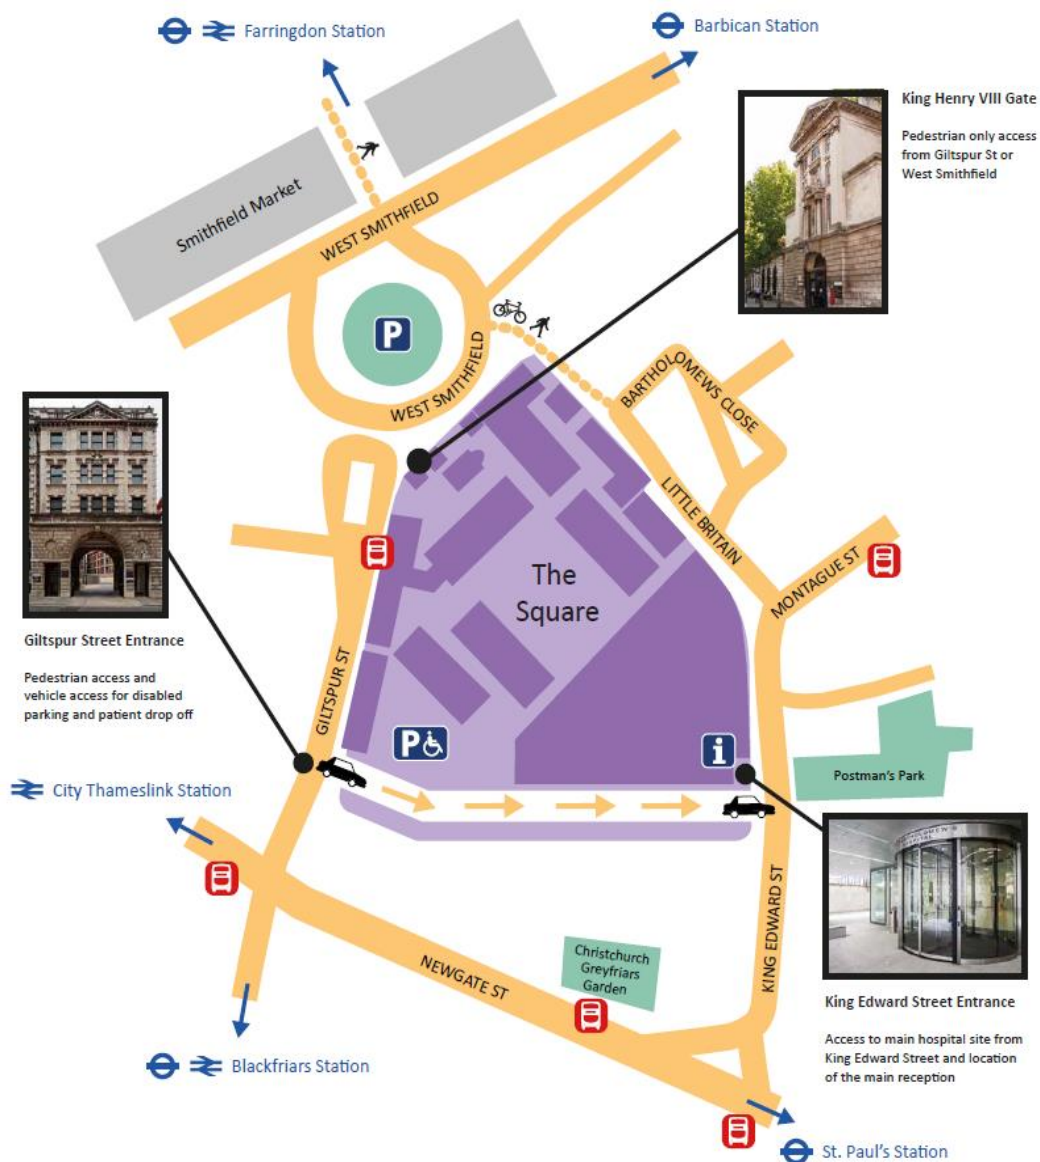 Farringdon Station
Barbican Station
King Henry VIII Gate
Pedestrian only access
from Giltspur St or
West Smithfield
Smithfield Market
WEST SMITHFIELD
P
WEST SMITHFIELD
BARTHOLOMEWS CLOSE
LITTLE BRITAIN
MONTAGUE ST
The
Square
Giltspur Street Entrance
Pedestrian access and
vehicle access for disabled
parking and patient drop off
GILTSPUR ST
P
i
Postman's Park
City Thameslink Station
KING EDWARD ST
Christchurch
Greyfriars
Garden
NEWGATE ST
King Edward Street Entrance
Access to main hospital site from
King Edward Street and location
of the main reception
Blackfriars Station
St. Paul's Station